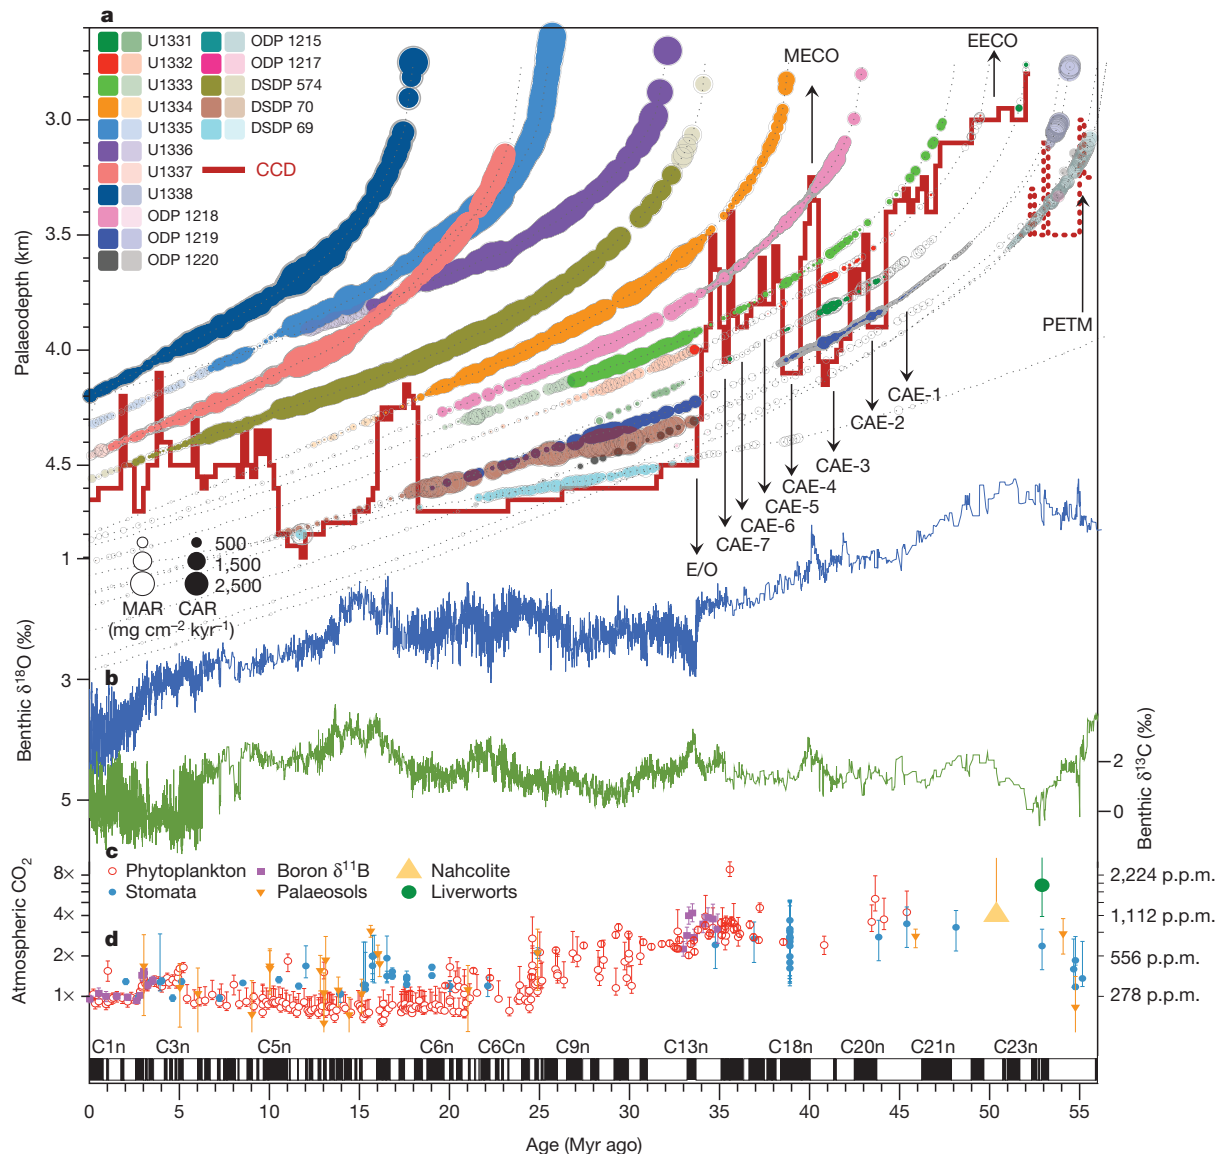 a
U1331
U1332
U1333
U1334
U1335
U1336
U1337
U1338
ODP 1218
ODP 1219
ODP 1220
ODP 1215
ODP 1217
DSDP 574
DSDP 70
DSDP 69
CCD
MECO
EECO
PETM
CAE-1
CAE-2
CAE-3
CAE-4
CAE-5
CAE-6
CAE-7
E/O
3.0
3.5
4.0
4.5
Palaeodepth (km)
500
1,500
2,500
MAR CAR
(mg cm–2 kyr–1)
1
3
5
Benthic δ18O (‰)
b
2
0
Benthic δ13C (‰)
c
Phytoplankton
Stomata
Boron δ11B
Palaeosols
Nahcolite
Liverworts
d
8×
4×
2×
1×
Atmospheric CO2
2,224 p.p.m.
1,112 p.p.m.
556 p.p.m.
278 p.p.m.
C1n C3n C5n C6n C6Cn C9n C13n C18n C20n C21n C23n
0 5 10 15 20 25 30 35 40 45 50 55
Age (Myr ago)